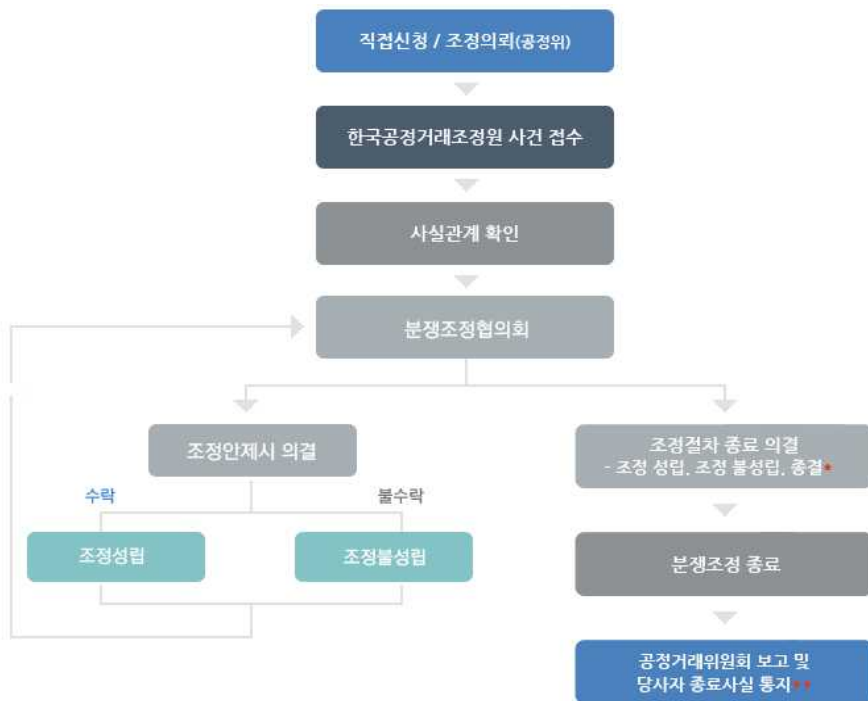 직접신청 / 조정의뢰(공정위)
한국공정거래조정원 사건 접수
사실관계 확인
분쟁조정협의회
조정안제시 의결
수락
불수락
조정성립
조정불성립
조정절차 종료 의결
- 조정 성립, 조정 불성립, 종결*
분쟁조정 종료
공정거래위원회 보고 및
당사자 종료사실 통지**